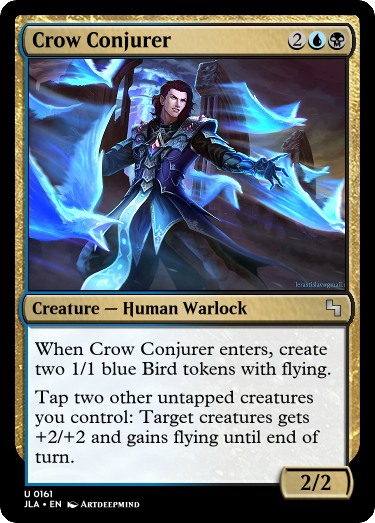 Crow Conjurer 2
Creature — Human Warlock
When Crow Conjurer enters, create
two 1/1 blue Bird tokens with flying.
Tap two other untapped creatures
you control: Target creatures gets
+2/+2 and gains flying until end of
turn.
2/2
U 0161
JLA • EN ARTDEEPMIND